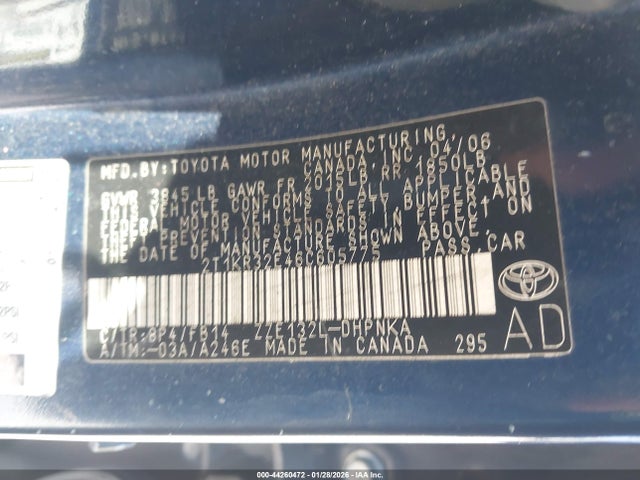 MFD.BY:TOYOTA MOTOR MANUFACTURING
CANADA,INC. 04/06
GVWR 3845LB GAWR FR 2015LB RR 1850LB
THIS VEHICLE CONFORMS TO ALL APPLICABLE
FEDERAL MOTOR VEHICLE SAFETY, BUMPER, AND
THEFT PREVENTION STANDARDS IN EFFECT ON
THE DATE OF MANUFACTURE SHOWN ABOVE.
2T1KR32E46C605775 PASS.CAR
C/TR:8P4/FB14 ZZE132L-DHPNKA
A/TM:-03A/A246E MADE IN CANADA 295
AD
000-44260472 | 01/28/2026 - © IAA Holdings, LLC